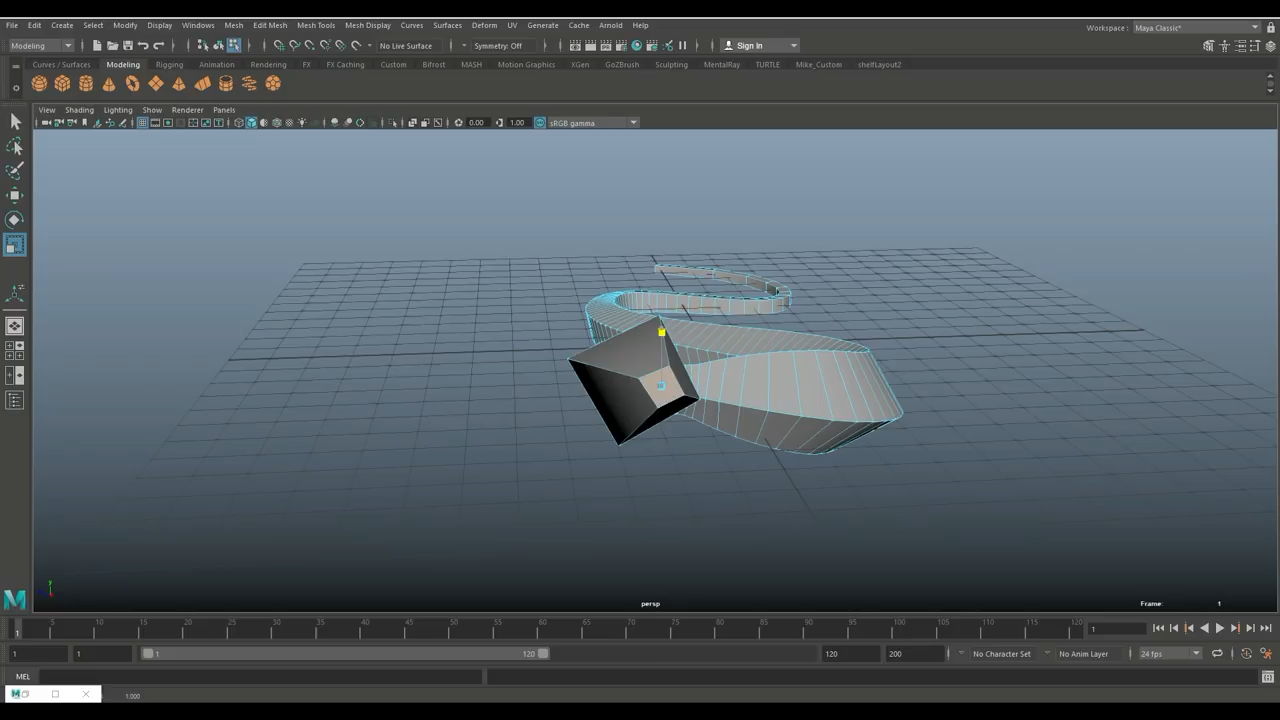 File Edit Create Select Modify Display Windows Mesh Edit Mesh Mesh Tools Mesh Display Curves Surfaces Deform UV Generate Cache Arnold Help
Workspace : Maya Classic*
Modeling No Live Surface Symmetry: Off Sign In
Curves / Surfaces Modeling Rigging Animation Rendering FX FX Caching Custom Bifrost MASH Motion Graphics XGen GoZBrush Sculpting MentalRay TURTLE Mike_Custom shelfLayout2
View Shading Lighting Show Renderer Panels
0.00 1.00 sRGB gamma
y
persp
Frame: 1
5 10 15 20 25 30 35 40 45 50 55 60 65 70 75 80 85 90 95 100 105 110 115 120
1 1
1 1 1 120 120 200 No Character Set No Anim Layer 24 fps
MEL
1.000